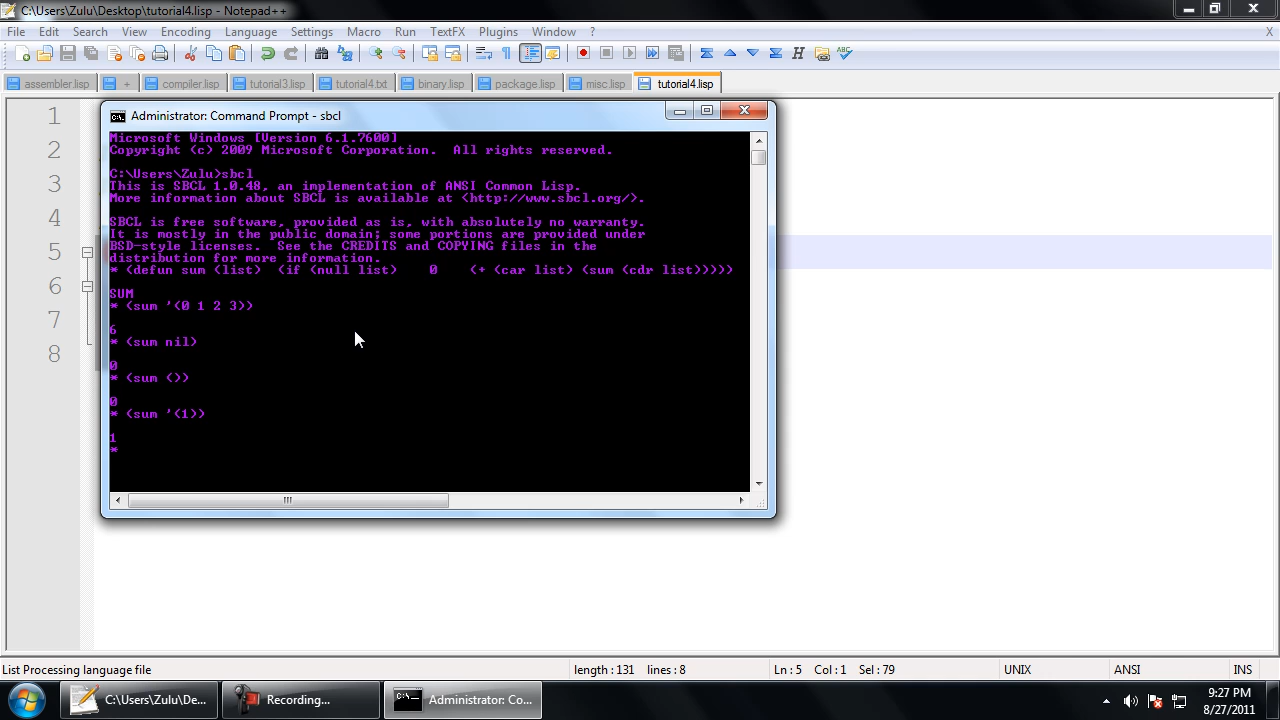 C:\Users\Zulu\Desktop\tutorial4.lisp - Notepad++
File Edit Search View Encoding Language Settings Macro Run TextFX Plugins Window ? X
assembler.lisp + compiler.lisp tutorial3.lisp tutorial4.txt binary.lisp package.lisp misc.lisp tutorial4.lisp
1
2
3
4
5
6
7
8
Administrator: Command Prompt - sbcl
Microsoft Windows [Version 6.1.7600]
Copyright (c) 2009 Microsoft Corporation.  All rights reserved.
C:\Users\Zulu>sbcl
This is SBCL 1.0.48, an implementation of ANSI Common Lisp.
More information about SBCL is available at <http://www.sbcl.org/>.
SBCL is free software, provided as is, with absolutely no warranty.
It is mostly in the public domain; some portions are provided under
BSD-style licenses.  See the CREDITS and COPYING files in the
distribution for more information.
* (defun sum (list)  (if (null list)    0    (+ (car list) (sum (cdr list)))))
SUM
* (sum '(0 1 2 3))
6
* (sum nil)
0
* (sum ())
0
* (sum '(1))
1
*
List Processing language file length : 131 lines : 8 Ln : 5 Col : 1 Sel : 79 UNIX ANSI INS
C:\Users\Zulu\De... Recording... Administrator: Co... 9:27 PM
8/27/2011